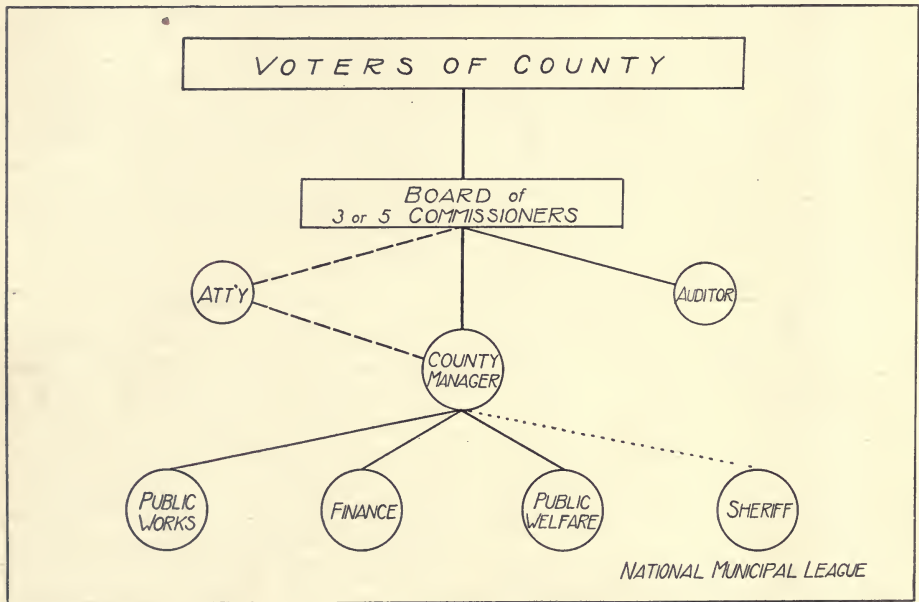 VOTERS OF COUNTY
BOARD of
3 or 5 COMMISSIONERS
ATT'Y
AUDITOR
COUNTY
MANAGER
PUBLIC
WORKS
FINANCE
PUBLIC
WELFARE
SHERIFF
NATIONAL MUNICIPAL LEAGUE